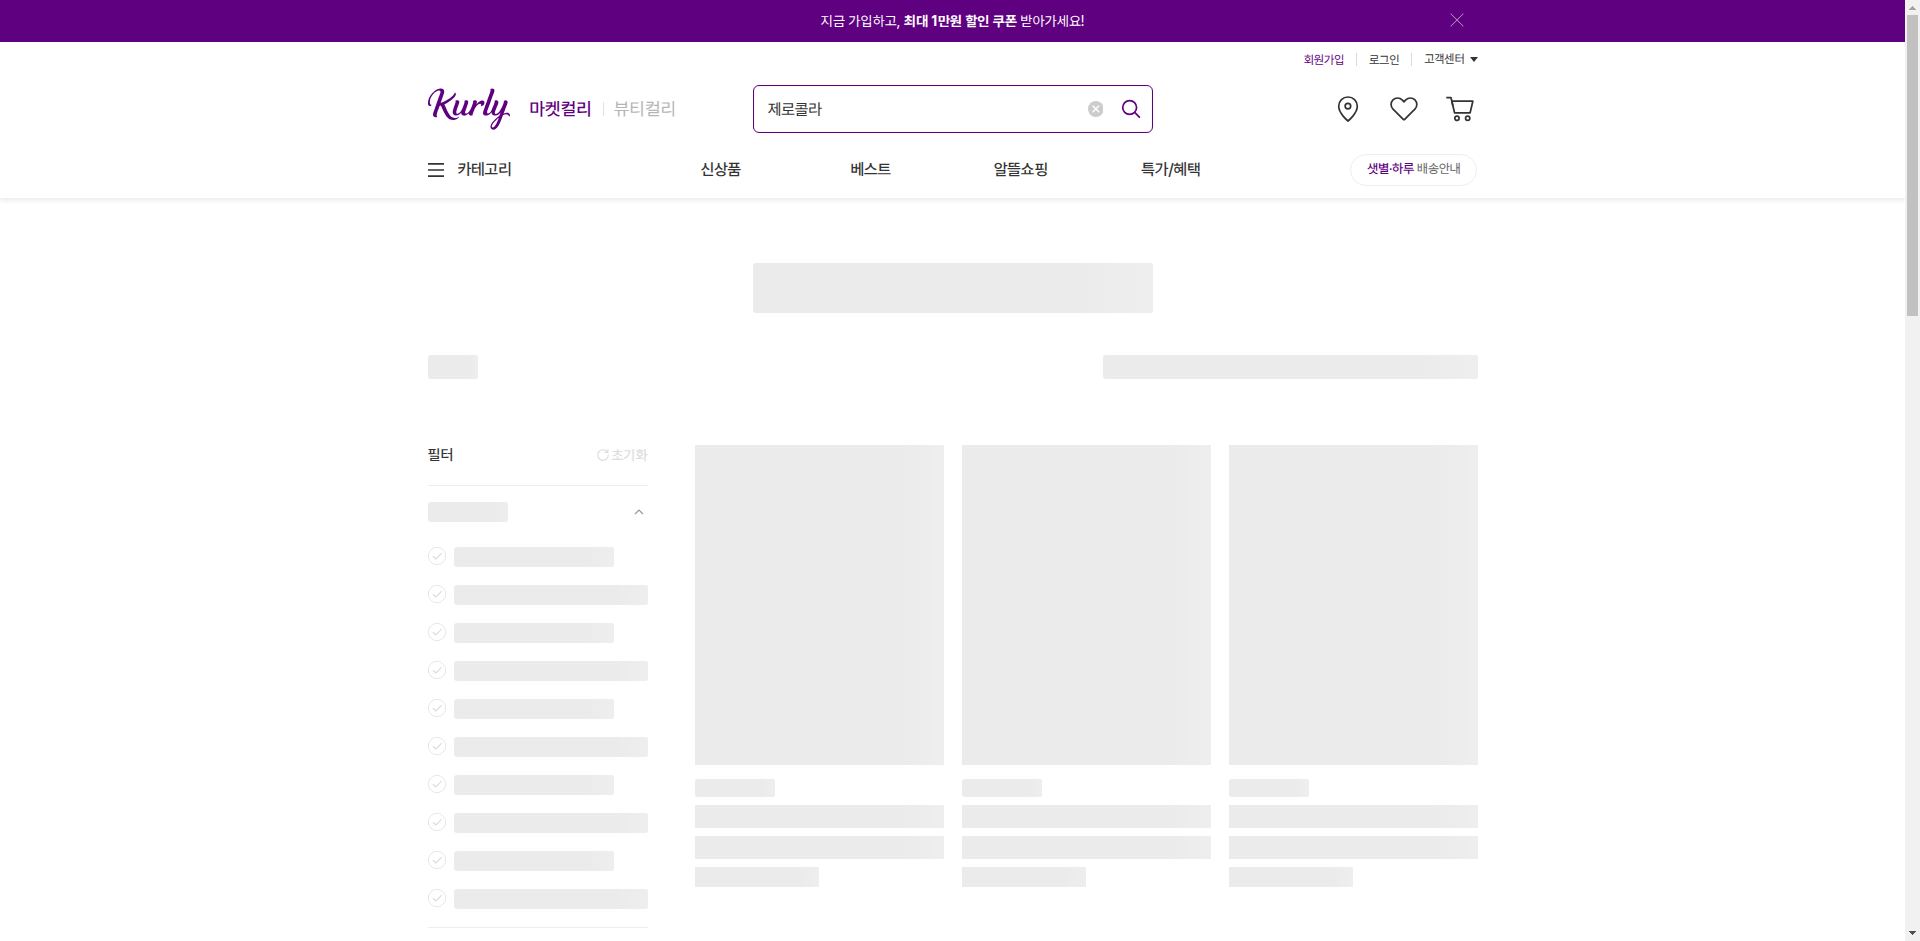 지금 가입하고, 최대 1만원 할인 쿠폰 받아가세요!
회원가입 로그인 고객센터
Kurly 마켓컬리 뷰티컬리 제로콜라
카테고리 신상품 베스트 알뜰쇼핑 특가/혜택 샛별·하루 배송안내
필터 초기화